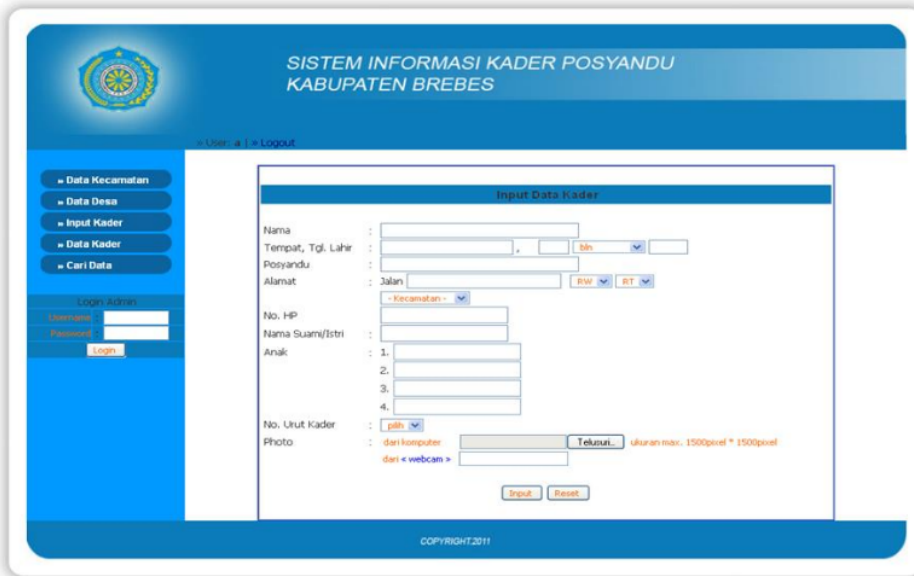 SISTEM INFORMASI KADER POSYANDU
KABUPATEN BREBES
» User: a | » Logout
» Data Kecamatan
» Data Desa
» Input Kader
» Data Kader
» Cari Data
Login Admin
Username :
Password :
Login
Input Data Kader
Nama :
Tempat, Tgl. Lahir : , bln
Posyandu :
Alamat : Jalan RW RT
- Kecamatan -
No. HP
Nama Suami/Istri :
Anak : 1.
2.
3.
4.
No. Urut Kader : pilih
Photo : dari komputer Telusuri... ukuran max. 1500pixel * 1500pixel
dari < webcam >
Input Reset
COPYRIGHT.2011